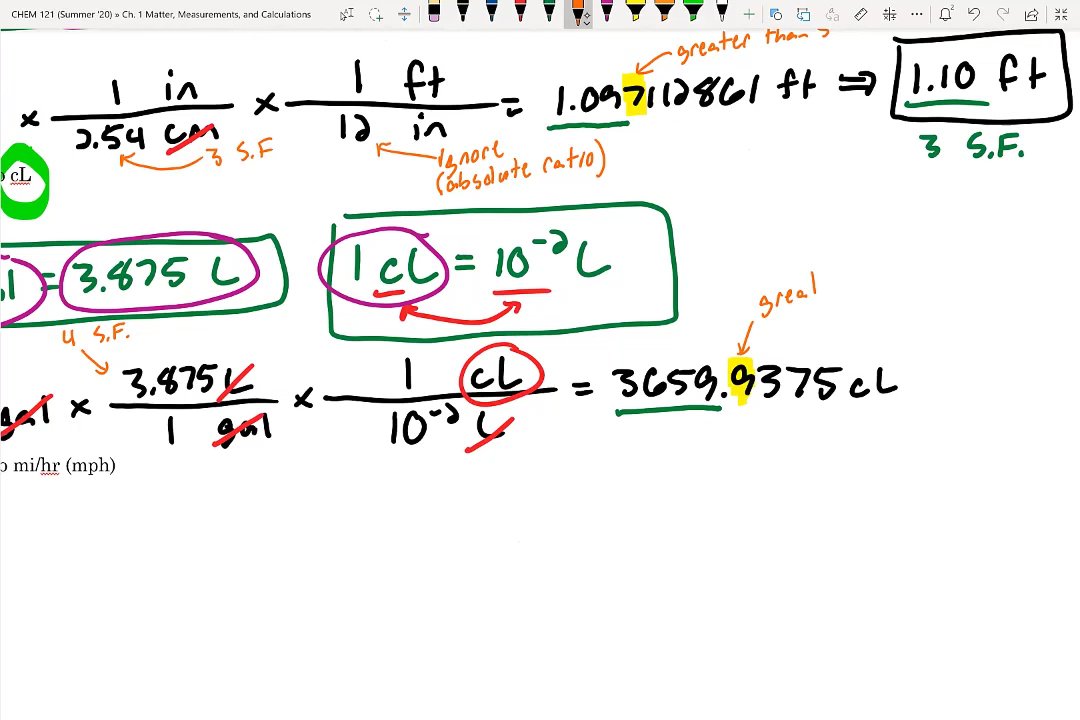 CHEM 121 (Summer '20) » Ch. 1 Matter, Measurements, and Calculations
greater than 5
× 1 in / 2.54 cm × 1 ft / 12 in = 1.097112861 ft ⇒ 1.10 ft
3 S.F
Ignore
(absolute ratio)
3 S.F.
cL
= 3.875 L
1 cL = 10⁻² L
great
4 S.F.
gal × 3.875 L / 1 gal × 1 cL / 10⁻² L = 3659.9375 cL
o mi/hr (mph)